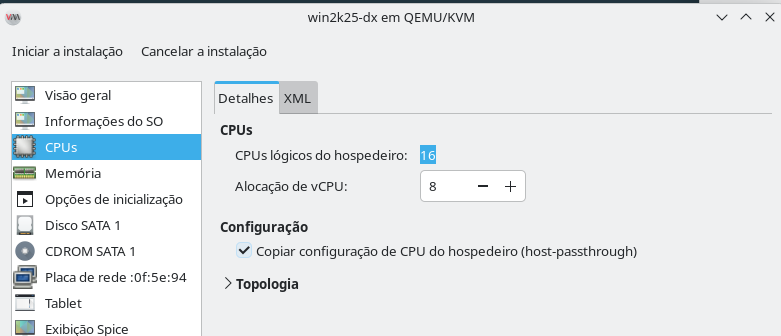 win2k25-dx em QEMU/KVM
Iniciar a instalação Cancelar a instalação
Visão geral
Informações do SO
CPUs
Memória
Opções de inicialização
Disco SATA 1
CDROM SATA 1
Placa de rede :0f:5e:94
Tablet
Exibição Spice
Detalhes XML
CPUs
CPUs lógicos do hospedeiro: 16
Alocação de vCPU: 8
Configuração
Copiar configuração de CPU do hospedeiro (host-passthrough)
Topologia